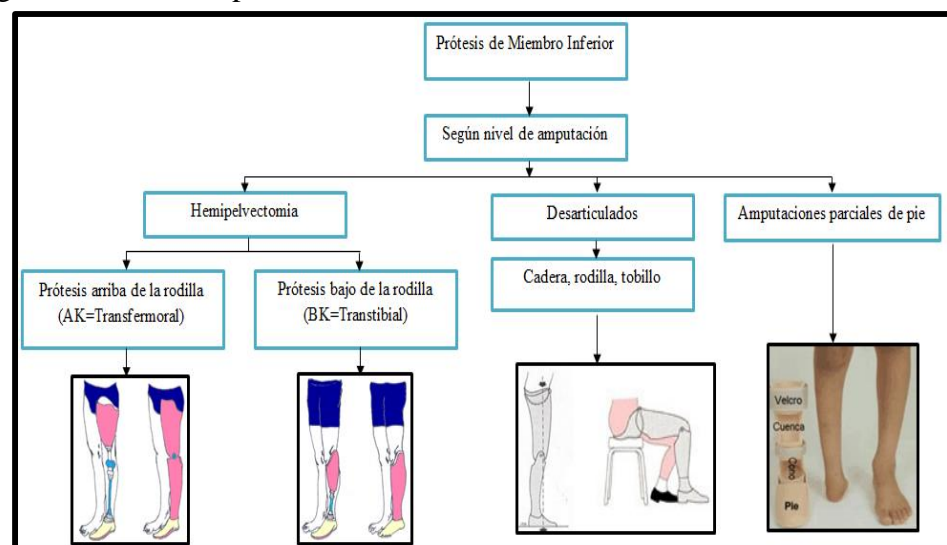 Prótesis de Miembro Inferior
Según nivel de amputación
Hemipelvectomia
Desarticulados
Amputaciones parciales de pie
Prótesis arriba de la rodilla
(AK=Transfermoral)
Prótesis bajo de la rodilla
(BK=Transtibial)
Cadera, rodilla, tobillo
Velcro
Cuenca
Cono
Pie